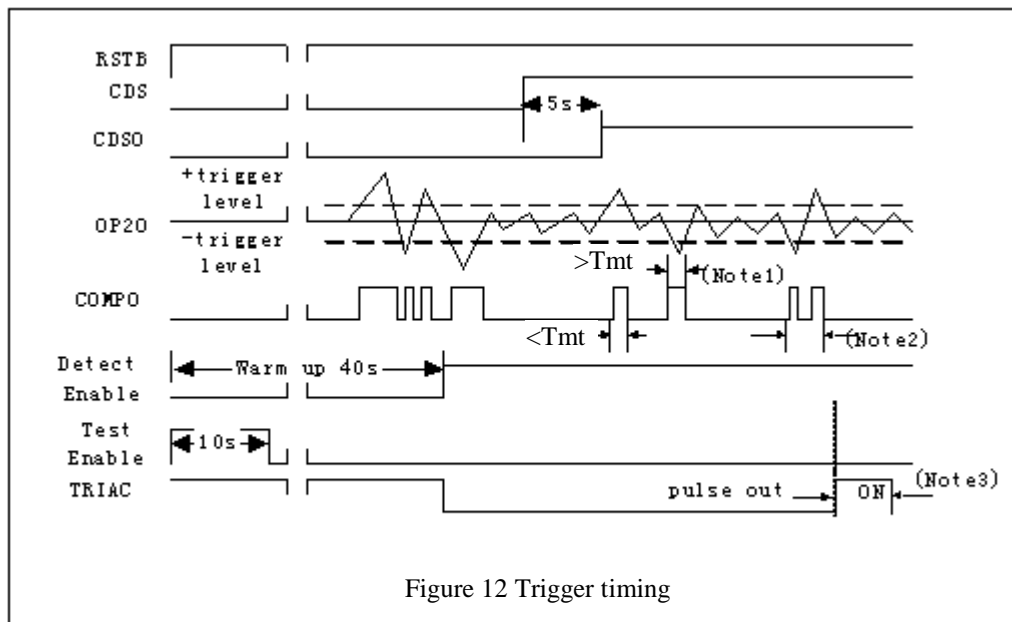 RSTB
CDS
5s
CDSO
+trigger
level
OP2O
-trigger
level
>Tmt
(Note1)
COMPO
<Tmt
(Note2)
Detect
Enable
Warm up 40s
Test
Enable
10s
TRIAC
pulse out
ON
(Note3)
Figure 12 Trigger timing